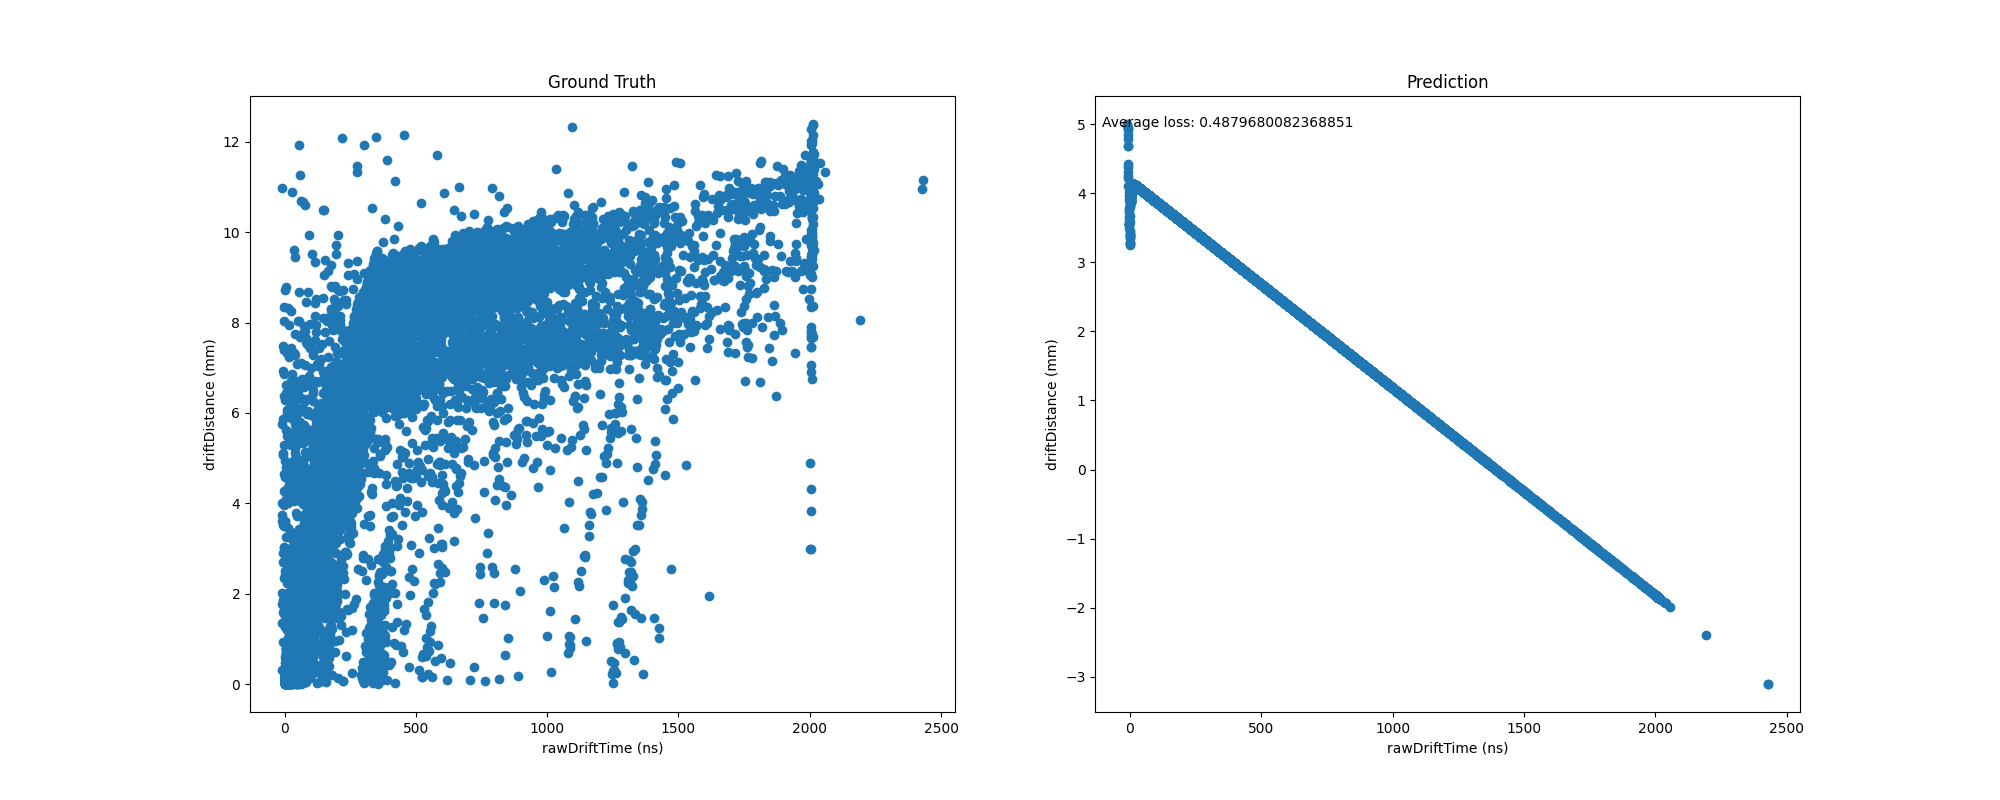 Ground Truth
driftDistance (mm)
12
10
8
6
4
2
0
0 500 1000 1500 2000 2500
rawDriftTime (ns)
Prediction
Average loss: 0.4879680082368851
driftDistance (mm)
5
4
3
2
1
0
−1
−2
−3
0 500 1000 1500 2000 2500
rawDriftTime (ns)